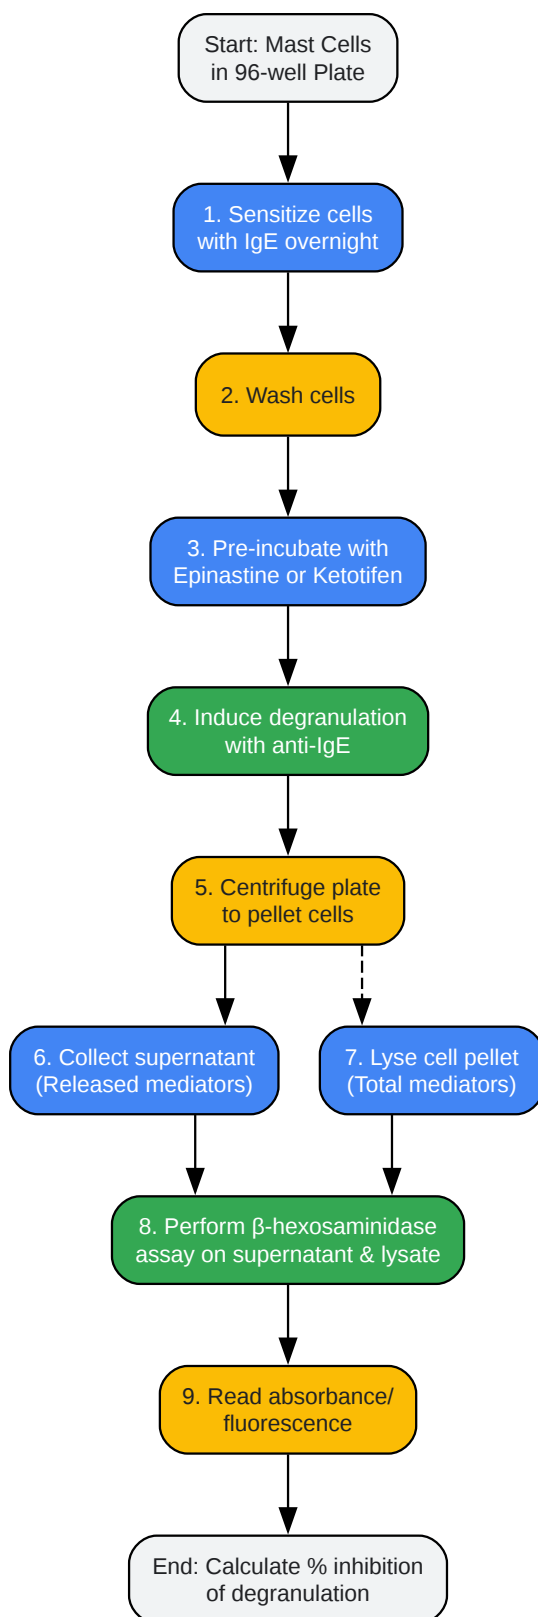 Start: Mast Cells
in 96-well Plate
1. Sensitize cells
with IgE overnight
2. Wash cells
3. Pre-incubate with
Epinastine or Ketotifen
4. Induce degranulation
with anti-IgE
5. Centrifuge plate
to pellet cells
6. Collect supernatant
(Released mediators)
7. Lyse cell pellet
(Total mediators)
8. Perform β-hexosaminidase
assay on supernatant & lysate
9. Read absorbance/
fluorescence
End: Calculate % inhibition
of degranulation